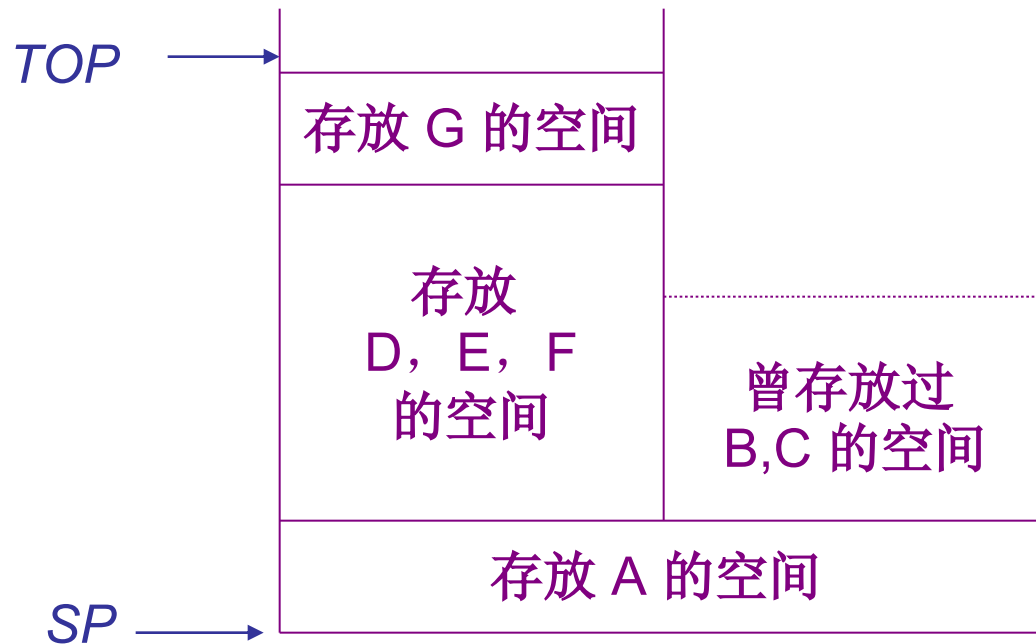 TOP
存放 G 的空间
存放
D，E，F
的空间
曾存放过
B,C 的空间
存放 A 的空间
SP